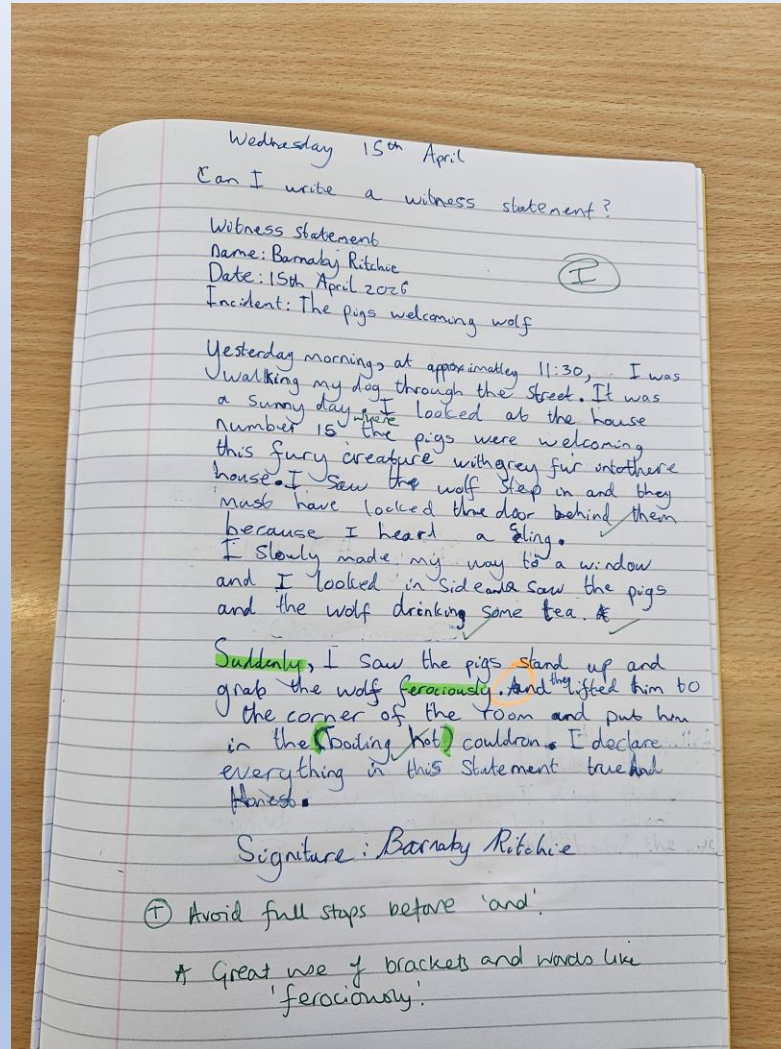 Wednesday 15th April
Can I write a witness statement?
Witness statement
Name: Barnaby Ritchie
Date: 15th April 2026
I
Incident: The pigs welcoming wolf
Yesterday morning, at approximatley 11:30, I was
walking my dog through the street. It was
a sunny day. I looked at the house
number 15 where the pigs were welcoming
this fury creature with grey fur into there
house. I saw the wolf step in and they
must have locked the door behind them
because I heard a
I slowly made my way to a window
and I looked in side and saw the pigs
and the wolf drinking some tea.
Suddenly, I saw the pigs stand up and
grab the wolf ferociously. And they lifted him to
the corner of the room and put him
in the (boiling hot) couldron. I declare
everything in this statement true and
Honest.
Signiture: Barnaby Ritchie
T Avoid full stops before 'and'.
Great use of brackets and words like
'ferociously'.